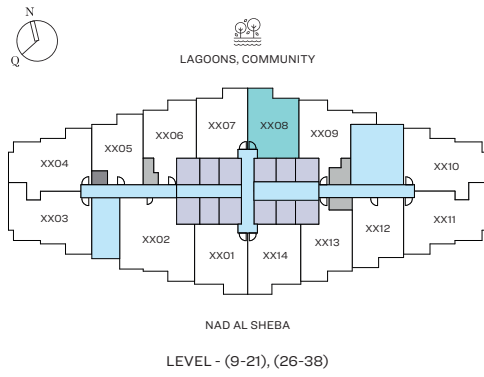 N
Q
LAGOONS, COMMUNITY
XX07
XX08
XX06
XX09
XX05
XX04
XX10
XX03
XX11
XX02
XX12
XX13
XX01
XX14
NAD AL SHEBA
LEVEL - (9-21), (26-38)